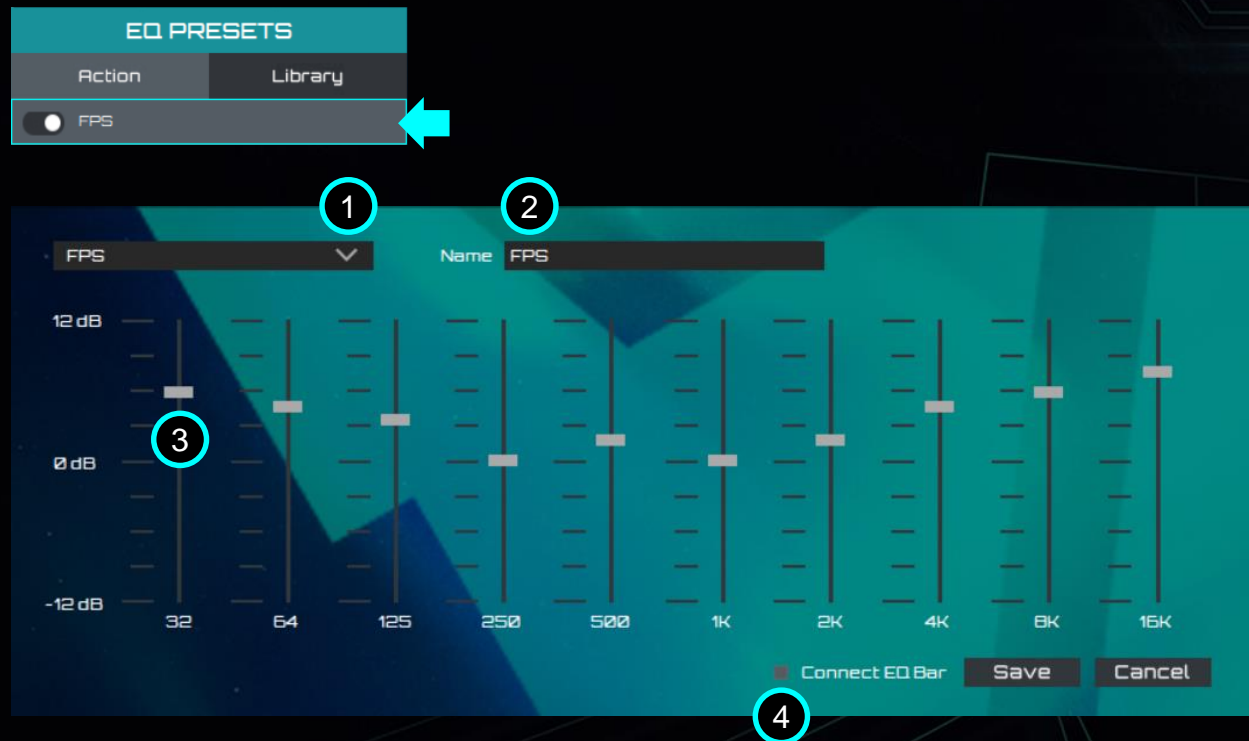 EQ PRESETS
Action Library
FPS
1 2
FPS Name FPS
12 dB
3
0 dB
-12 dB
32 64 125 250 500 1K 2K 4K 8K 16K
Connect EQ Bar Save Cancel
4